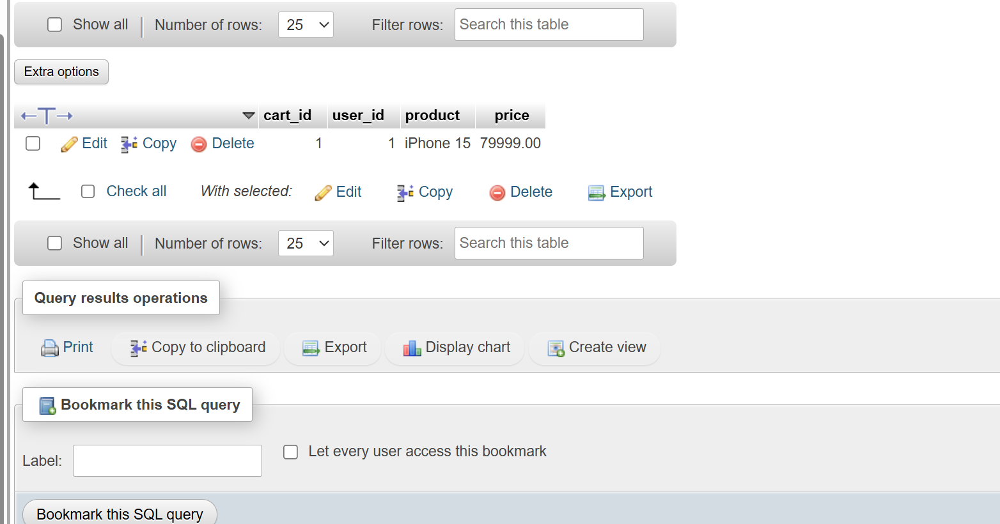 Show all Number of rows: 25 Filter rows: Search this table
Extra options
cart_id user_id product price
Edit Copy Delete 1 1 iPhone 15 79999.00
Check all With selected: Edit Copy Delete Export
Show all Number of rows: 25 Filter rows: Search this table
Query results operations
Print Copy to clipboard Export Display chart Create view
Bookmark this SQL query
Label: Let every user access this bookmark
Bookmark this SQL query